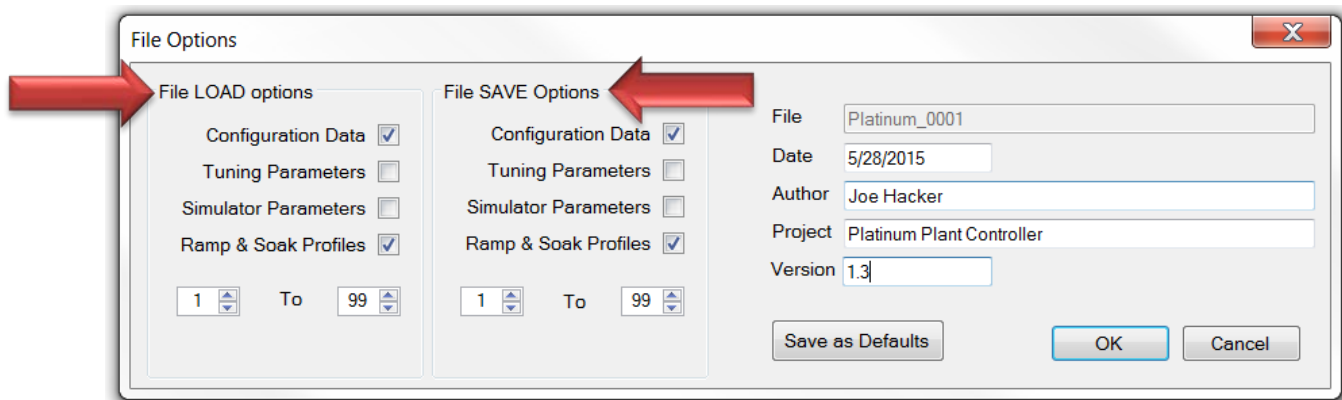 File Options
File LOAD options
Configuration Data
Tuning Parameters
Simulator Parameters
Ramp & Soak Profiles
1 To 99
File SAVE Options
Configuration Data
Tuning Parameters
Simulator Parameters
Ramp & Soak Profiles
1 To 99
File Platinum_0001
Date 5/28/2015
Author Joe Hacker
Project Platinum Plant Controller
Version 1.3
Save as Defaults OK Cancel